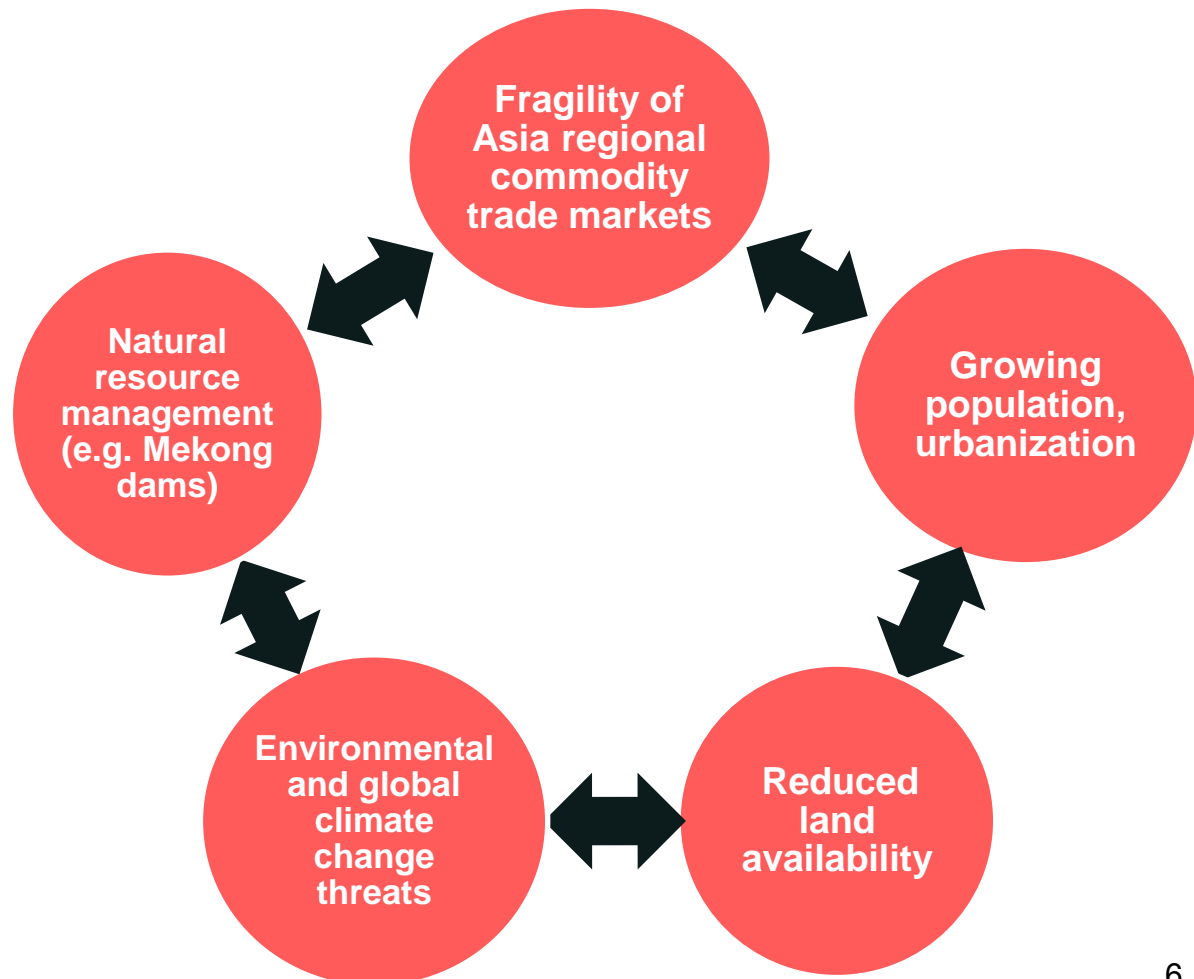 Fragility of
Asia regional
commodity
trade markets
Natural
resource
management
(e.g. Mekong
dams)
Growing
population,
urbanization
Environmental
and global
climate
change
threats
Reduced
land
availability
6